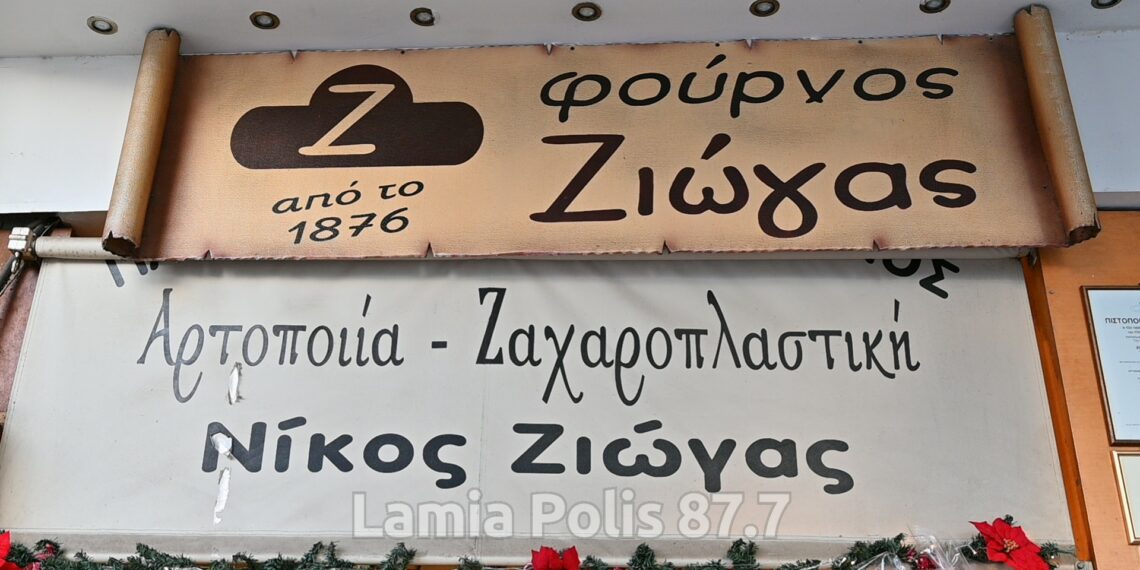 Z
από το
1876
φούρνος
Ζιώγας
Αρτοποιία - Ζαχαροπλαστική
Νίκος Ζιώγας
Lamia Polis 87.7